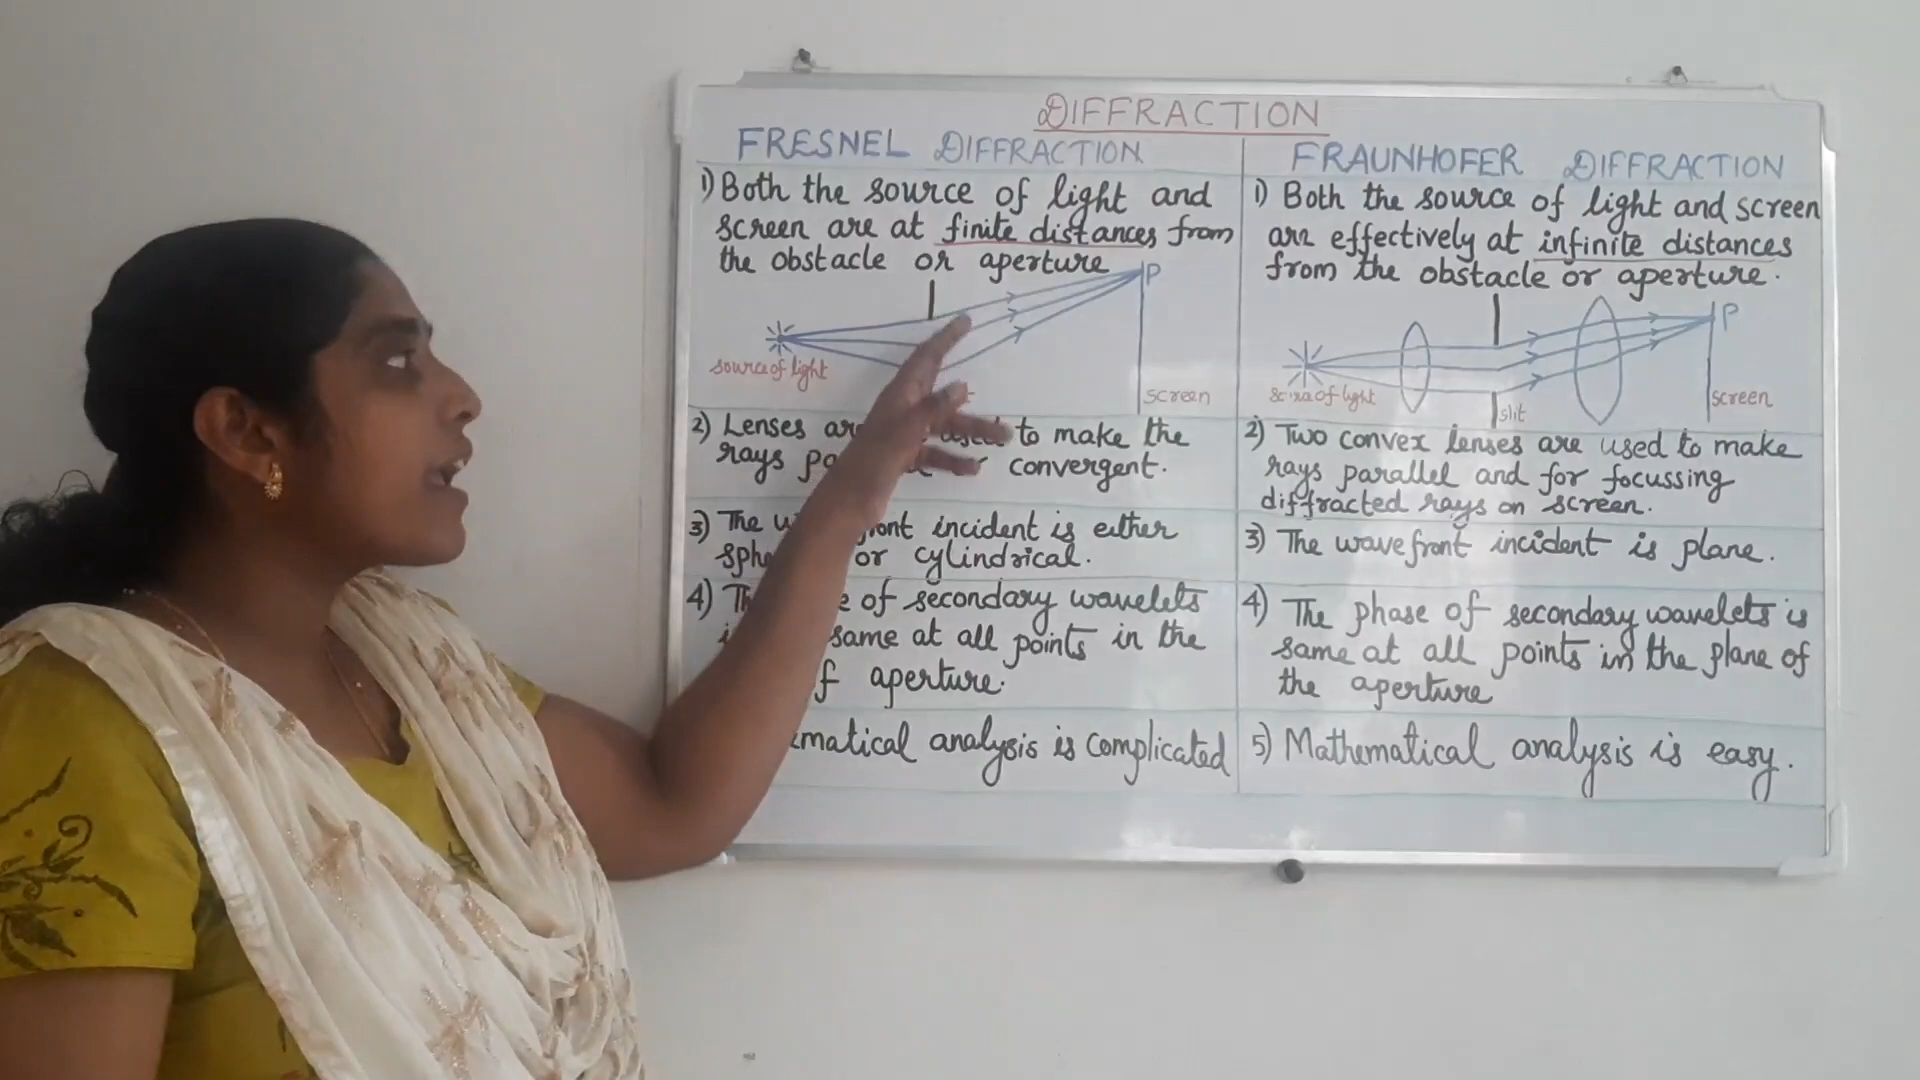 DIFFRACTION
FRESNEL DIFFRACTION
1) Both the source of light and
screen are at finite distances from
the obstacle or aperture
P
source of light
screen
2) Lenses to make the
rays convergent.
3) The incident is either
or cylindrical.
4) of secondary wavelets
same at all points in the
aperture.
analysis is complicated
FRAUNHOFER DIFFRACTION
1) Both the source of light and screen
are effectively at infinite distances
from the obstacle or aperture.
P
of light
slit
screen
2) Two convex lenses are used to make
rays parallel and for focussing
diffracted rays on screen.
3) The wavefront incident is plane.
4) The phase of secondary wavelets is
same at all points in the plane of
the aperture
5) Mathematical analysis is easy.